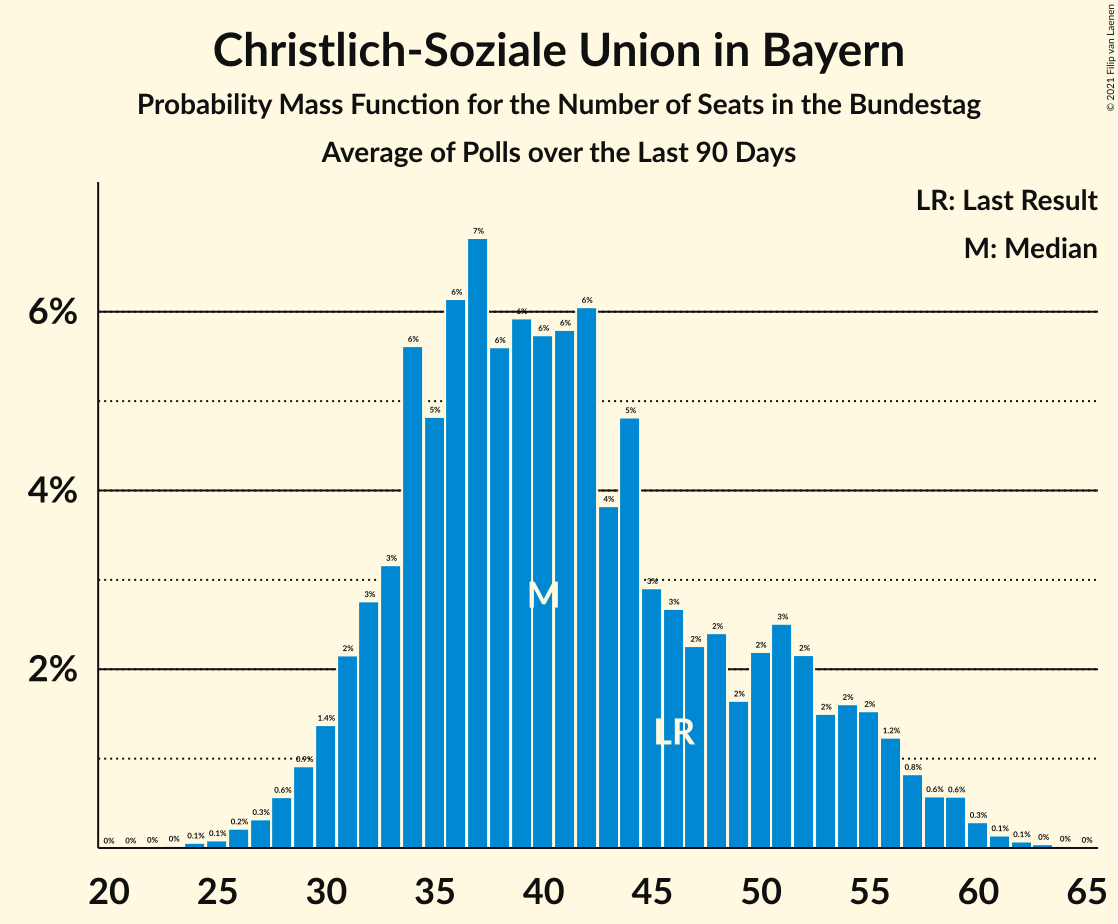 Christlich-Soziale Union in Bayern
Probability Mass Function for the Number of Seats in the Bundestag
Average of Polls over the Last 90 Days
© 2021 Filip van Laenen
LR: Last Result
M: Median
6%
4%
2%
0% 0% 0% 0% 0.1% 0.1% 0.2% 0.3% 0.6% 0.9% 1.4% 2% 3% 3% 6% 5% 6% 7% 6% 6% 6% 6% 6% 4% 5% 3% 3% 2% 2% 2% 2% 3% 2% 2% 2% 2% 1.2% 0.8% 0.6% 0.6% 0.3% 0.1% 0.1% 0% 0% 0%
M
LR
20 25 30 35 40 45 50 55 60 65